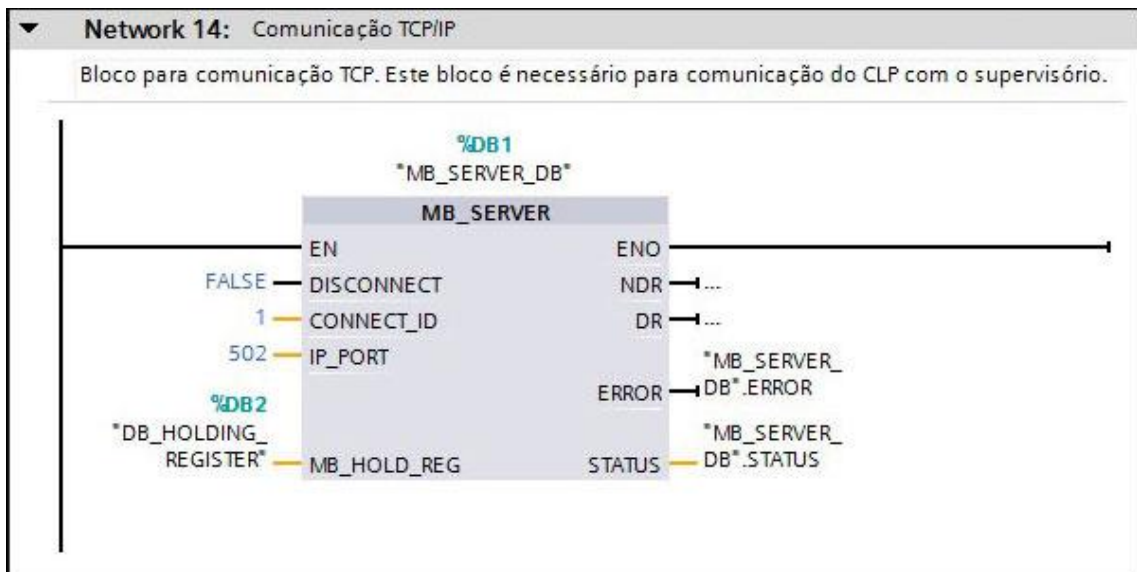 Network 14: Comunicação TCP/IP
Bloco para comunicação TCP. Este bloco é necessário para comunicação do CLP com o supervisório.
%DB1
"MB_SERVER_DB"
MB_SERVER
EN ENO
FALSE DISCONNECT NDR ...
1 CONNECT_ID DR ...
502 IP_PORT
"MB_SERVER_
ERROR DB".ERROR
%DB2
"DB_HOLDING_
REGISTER" MB_HOLD_REG
"MB_SERVER_
STATUS DB".STATUS